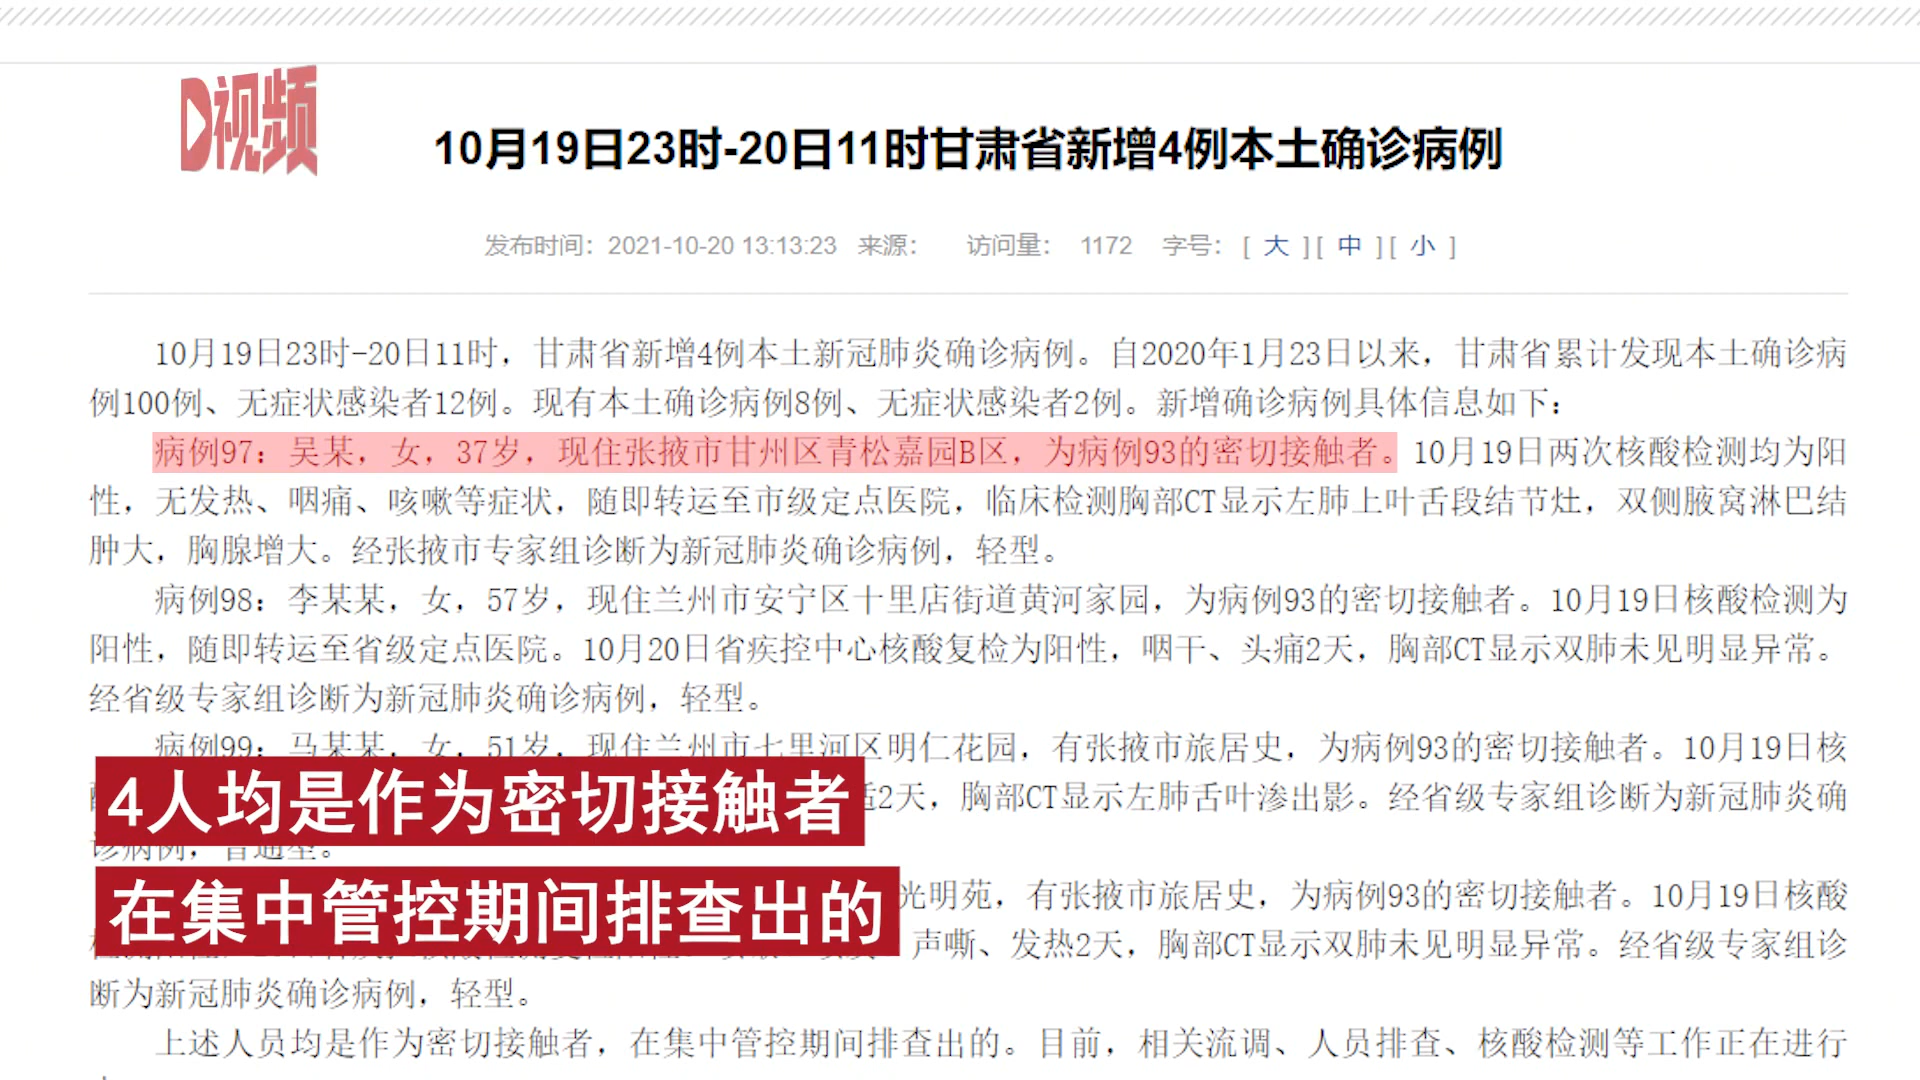 D视频
10月19日23时-20日11时甘肃省新增4例本土确诊病例
发布时间：2021-10-20 13:13:23 来源： 访问量： 1172 字号：[ 大 ][ 中 ][ 小 ]
10月19日23时-20日11时，甘肃省新增4例本土新冠肺炎确诊病例。自2020年1月23日以来，甘肃省累计发现本土确诊病
例100例、无症状感染者12例。现有本土确诊病例8例、无症状感染者2例。新增确诊病例具体信息如下：
病例97：吴某，女，37岁，现住张掖市甘州区青松嘉园B区，为病例93的密切接触者。10月19日两次核酸检测均为阳
性，无发热、咽痛、咳嗽等症状，随即转运至市级定点医院，临床检测胸部CT显示左肺上叶舌段结节灶，双侧腋窝淋巴结
肿大，胸腺增大。经张掖市专家组诊断为新冠肺炎确诊病例，轻型。
病例98：李某某，女，57岁，现住兰州市安宁区十里店街道黄河家园，为病例93的密切接触者。10月19日核酸检测为
阳性，随即转运至省级定点医院。10月20日省疾控中心核酸复检为阳性，咽干、头痛2天，胸部CT显示双肺未见明显异常。
经省级专家组诊断为新冠肺炎确诊病例，轻型。
病例99：马某某，女，51岁，现住兰州市七里河区明仁花园，有张掖市旅居史，为病例93的密切接触者。10月19日核
2天，胸部CT显示左肺舌叶渗出影。经省级专家组诊断为新冠肺炎确
诊病例，普通型。
4人均是作为密切接触者
在集中管控期间排查出的
光明苑，有张掖市旅居史，为病例93的密切接触者。10月19日核酸
声嘶、发热2天，胸部CT显示双肺未见明显异常。经省级专家组诊
断为新冠肺炎确诊病例，轻型。
上述人员均是作为密切接触者，在集中管控期间排查出的。目前，相关流调、人员排查、核酸检测等工作正在进行